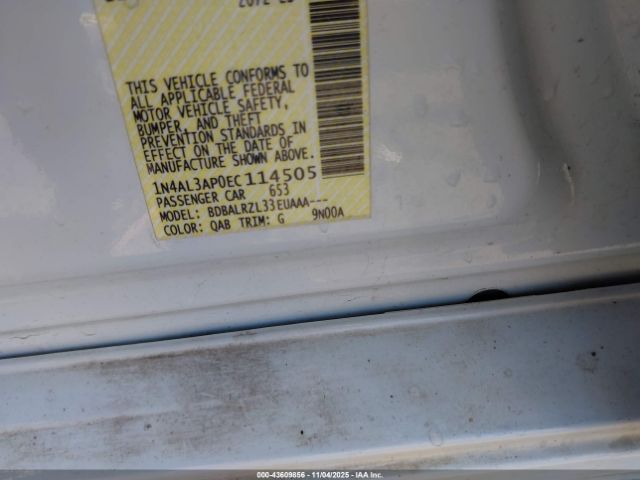 THIS VEHICLE CONFORMS TO
ALL APPLICABLE FEDERAL
MOTOR VEHICLE SAFETY,
BUMPER, AND THEFT
PREVENTION STANDARDS IN
EFFECT ON THE DATE OF
MANUFACTURE SHOWN ABOVE.
1N4AL3AP0EC114505
PASSENGER CAR 653
MODEL: BDBALRZL33EUAAA---
COLOR: QAB TRIM: G 9N00A
000-43609856 - 11/04/2025 - IAAI.COM